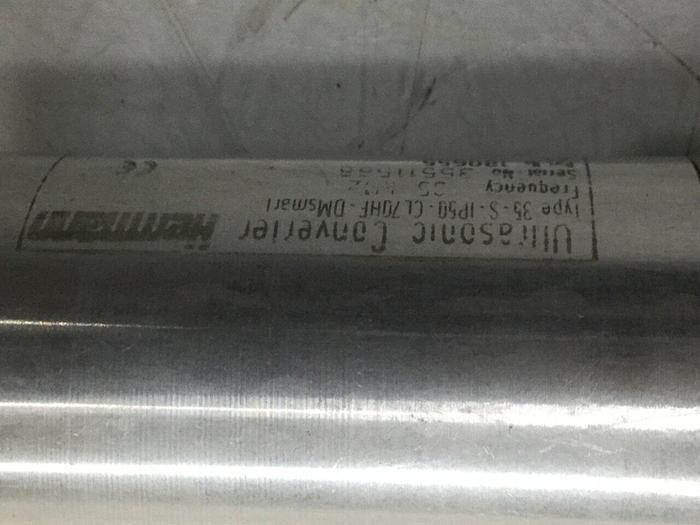 Ultrasonic Converter Herrmann
Type 35-S-IP50-CL70HF-DMsmart
Frequency 35 kHz
Serial No
CE